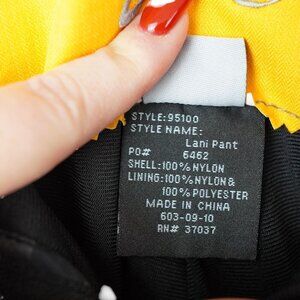 STYLE:95100
STYLE NAME:
Lani Pant
PO# 6462
SHELL:100%NYLON
LINING:100%NYLON&
100%POLYESTER
MADE IN CHINA
603-09-10
RN# 37037